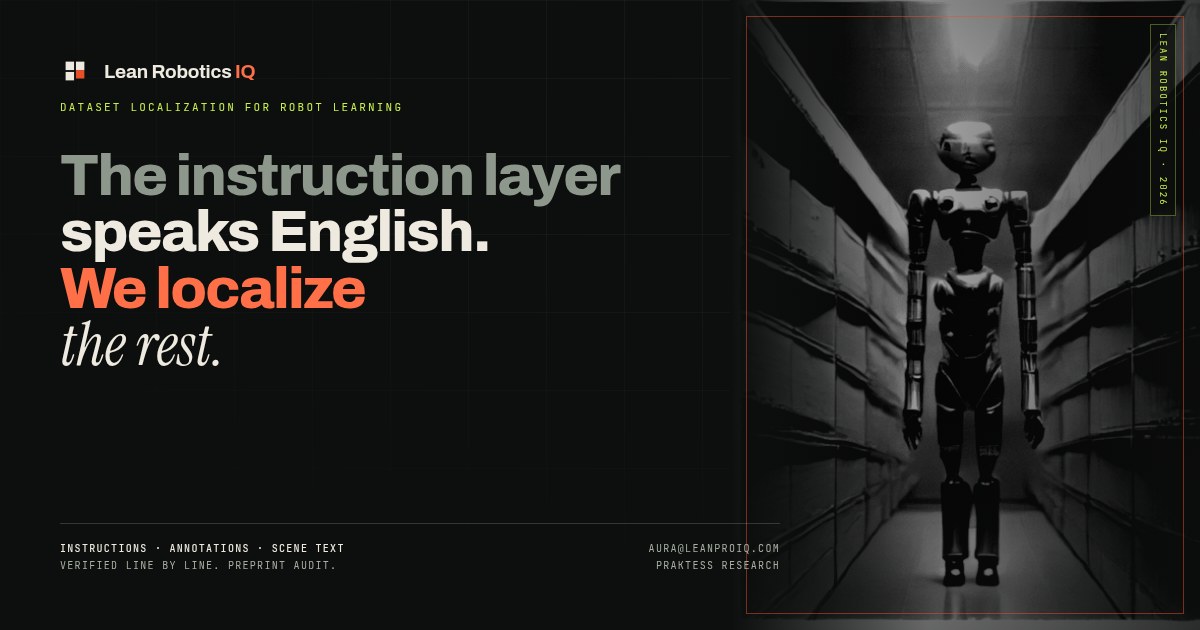 Lean Robotics IQ
DATASET LOCALIZATION FOR ROBOT LEARNING
The instruction layer
speaks English.
We localize
the rest.
INSTRUCTIONS · ANNOTATIONS · SCENE TEXT
VERIFIED LINE BY LINE. PREPRINT AUDIT.
AURA@LEANPROIQ.COM
PRAKTESS RESEARCH
LEAN ROBOTICS IQ · 2026